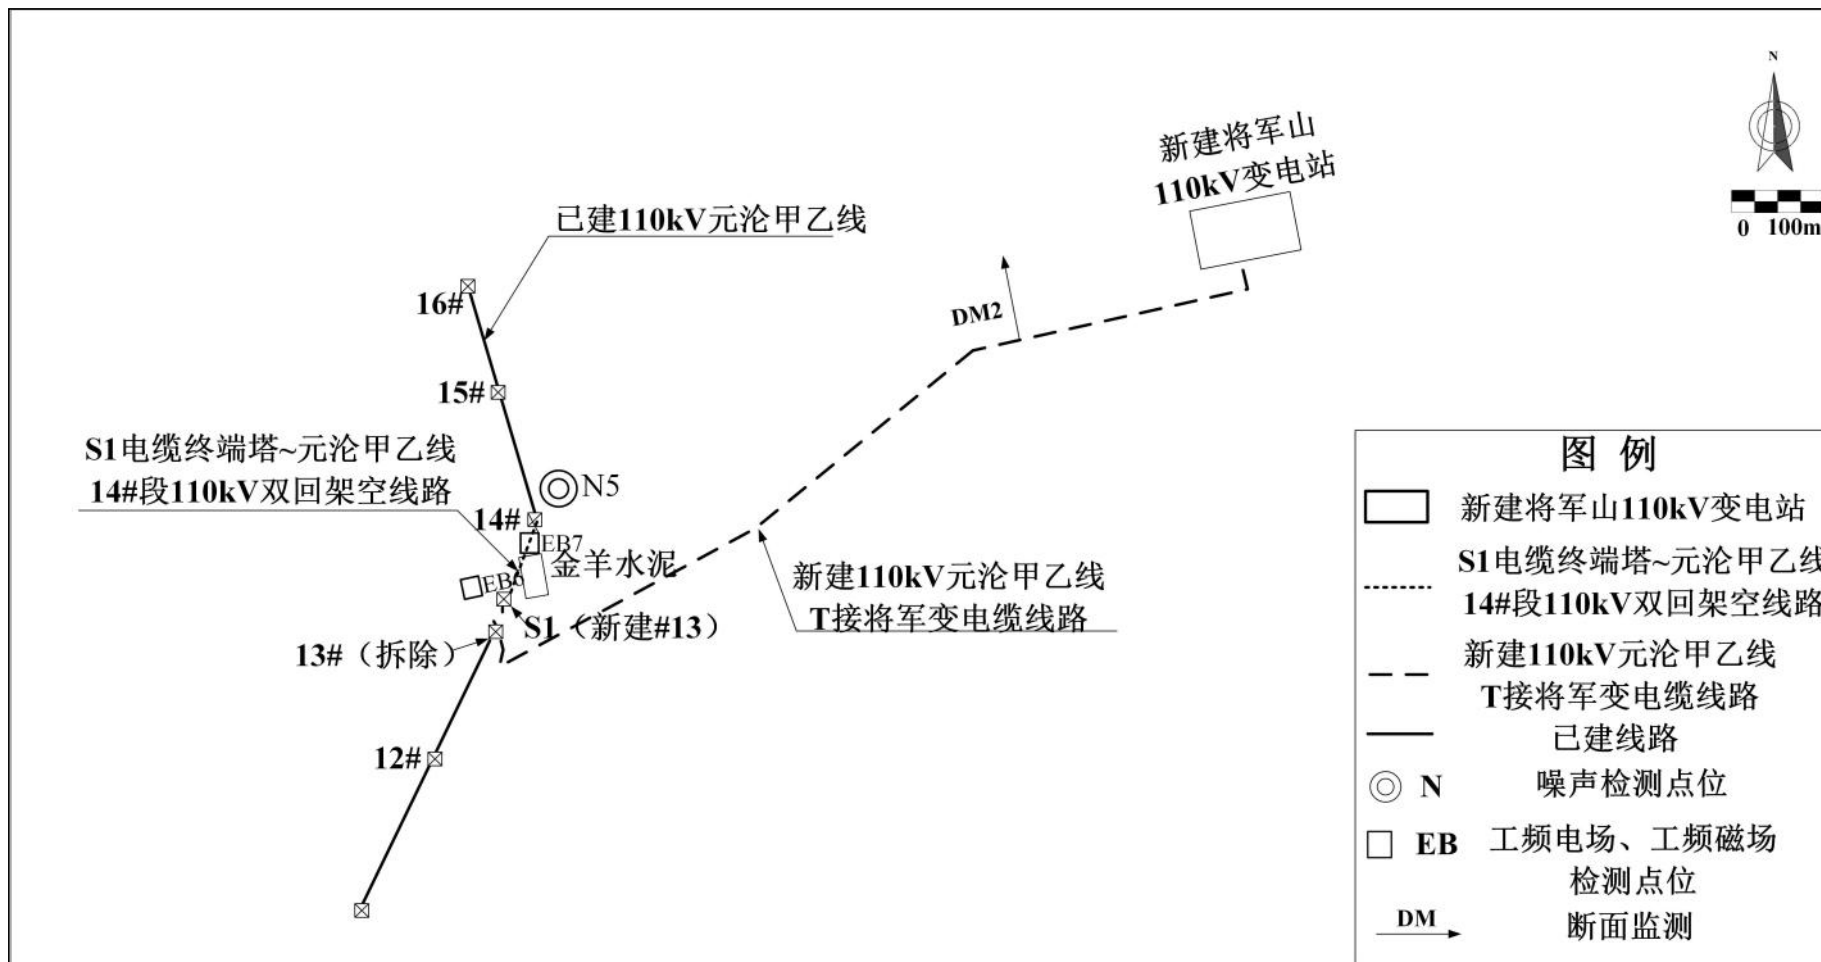 N
0 100m
新建将军山
110kV变电站
已建110kV元沦甲乙线
DM2
16#
15#
S1电缆终端塔~元沦甲乙线
14#段110kV双回架空线路
N5
14#
EB7
金羊水泥
EB6
S1（新建#13）
13#（拆除）
新建110kV元沦甲乙线
T接将军变电缆线路
12#
图 例
新建将军山110kV变电站
S1电缆终端塔~元沦甲乙线
14#段110kV双回架空线路
新建110kV元沦甲乙线
T接将军变电缆线路
已建线路
N 噪声检测点位
EB 工频电场、工频磁场
检测点位
DM 断面监测